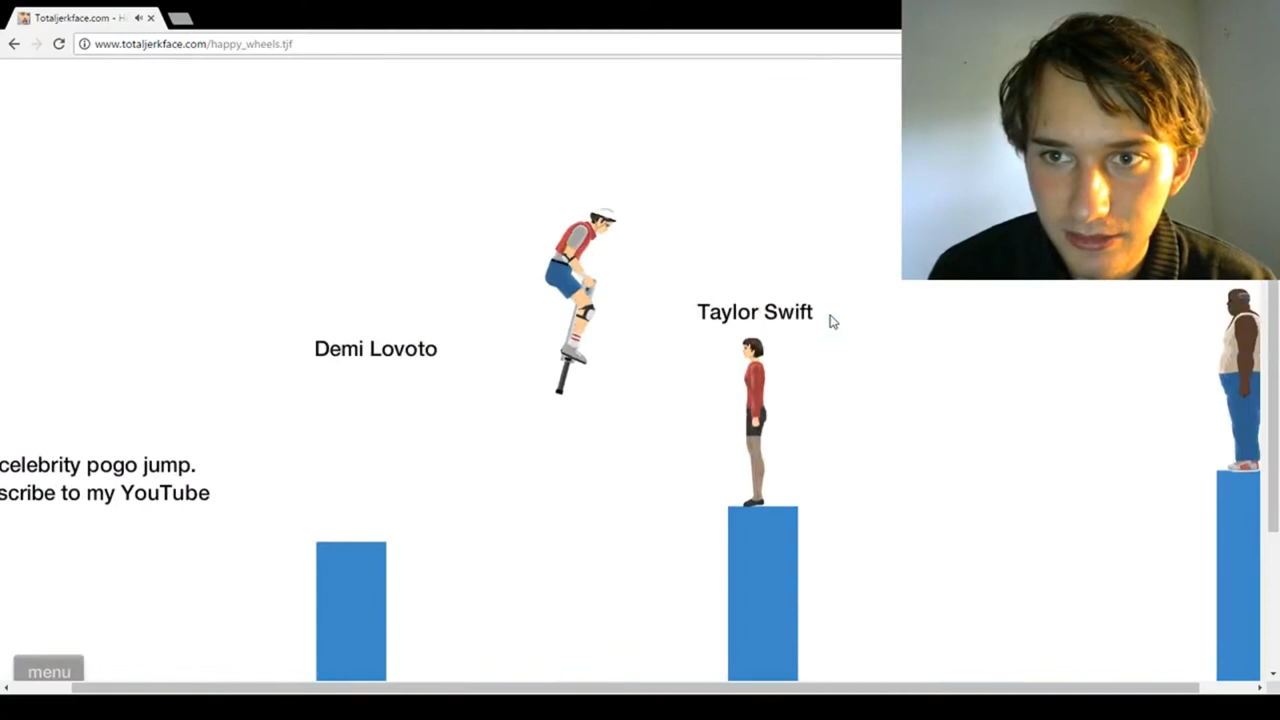 Totaljerkface.com - H
www.totaljerkface.com/happy_wheels.tjf
Taylor Swift
Demi Lovoto
celebrity pogo jump.
scribe to my YouTube
menu